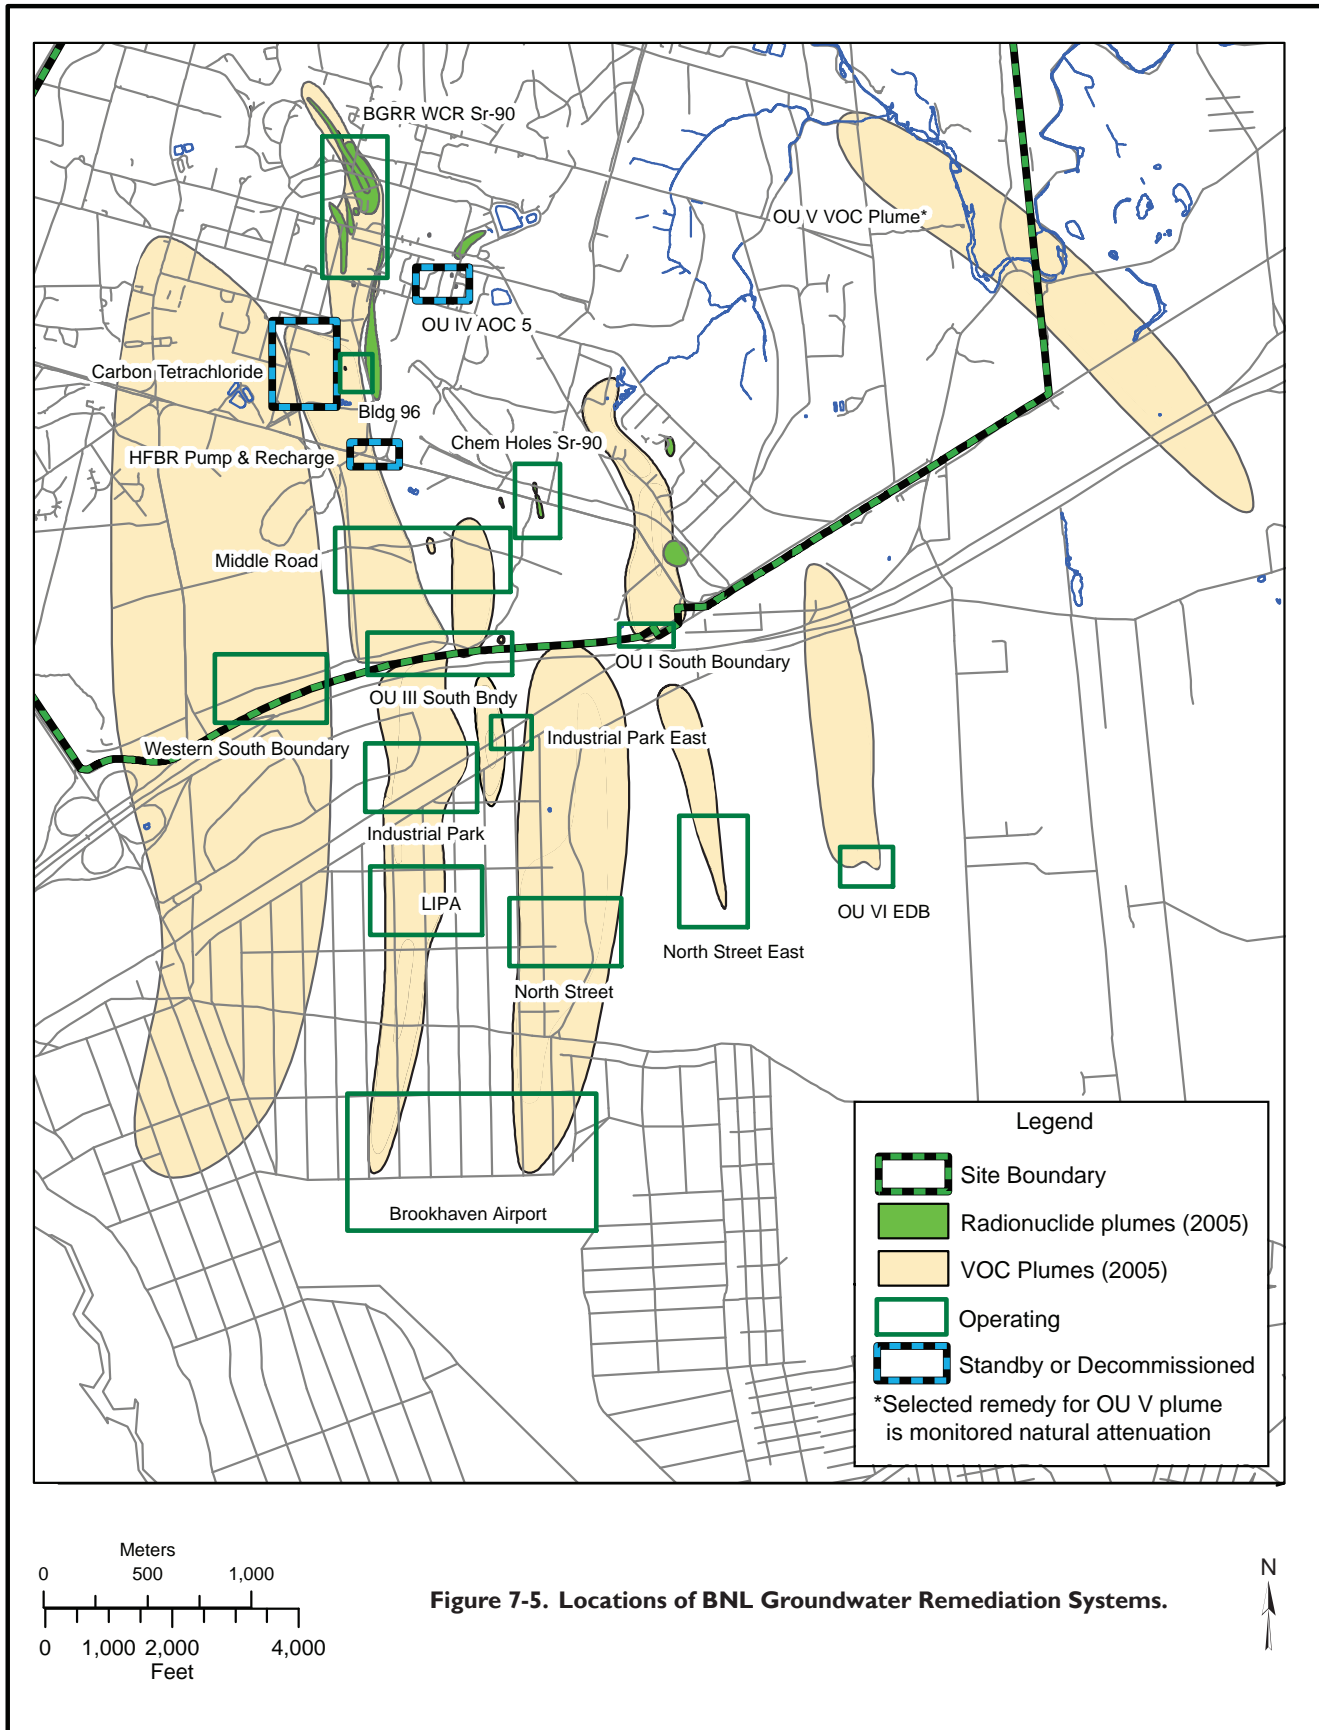 BGRR WCR Sr-90
OU V VOC Plume*
OU IV AOC 5
Carbon Tetrachloride
Bldg 96
Chem Holes Sr-90
HFBR Pump & Recharge
Middle Road
OU I South Boundary
OU III South Bndy
Industrial Park East
Western South Boundary
Industrial Park
LIPA
OU VI EDB
North Street East
North Street
Brookhaven Airport
Legend
Site Boundary
Radionuclide plumes (2005)
VOC Plumes (2005)
Operating
Standby or Decommissioned
*Selected remedy for OU V plume
is monitored natural attenuation
Meters
0 500 1,000
0 1,000 2,000 4,000
Feet
Figure 7-5. Locations of BNL Groundwater Remediation Systems.
N